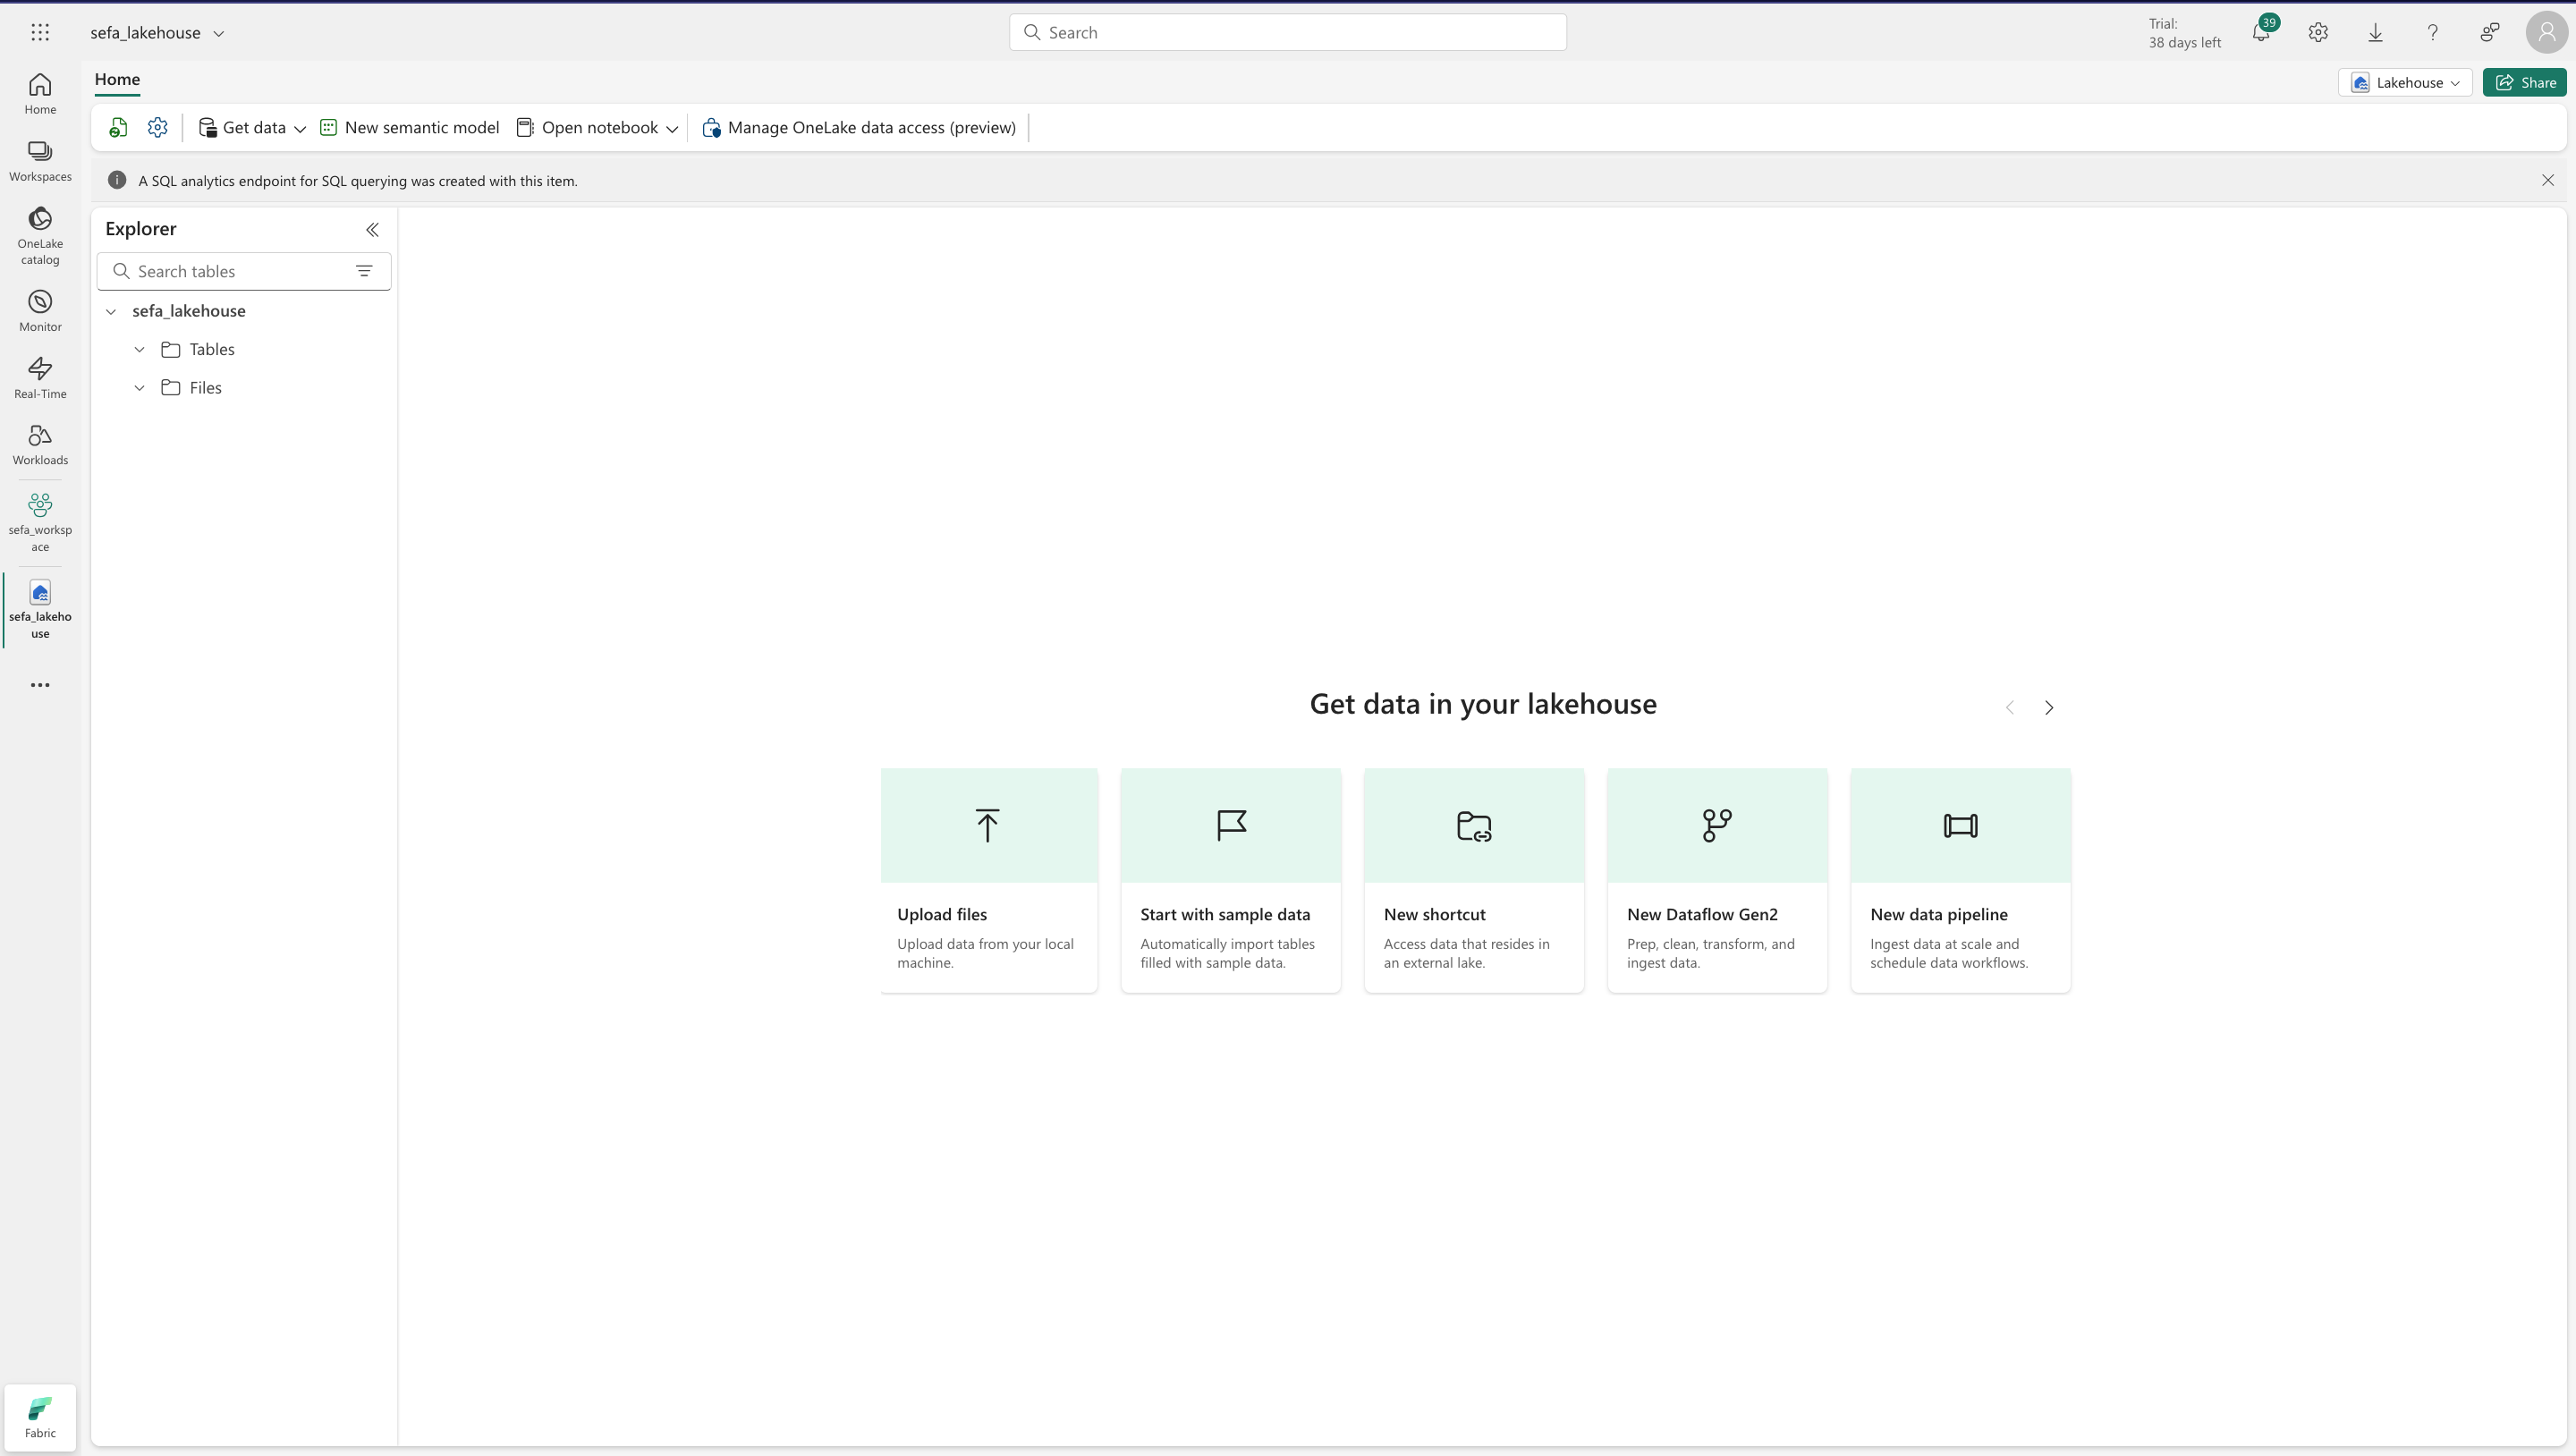 sefa_lakehouse
Search
Trial:
38 days left
39
Home
Workspaces
OneLake
catalog
Monitor
Real-Time
Workloads
sefa_worksp
ace
sefa_lakeho
use
Fabric
Home
Lakehouse
Share
Get data
New semantic model
Open notebook
Manage OneLake data access (preview)
A SQL analytics endpoint for SQL querying was created with this item.
Explorer
Search tables
sefa_lakehouse
Tables
Files
Get data in your lakehouse
Upload files
Upload data from your local
machine.
Start with sample data
Automatically import tables
filled with sample data.
New shortcut
Access data that resides in
an external lake.
New Dataflow Gen2
Prep, clean, transform, and
ingest data.
New data pipeline
Ingest data at scale and
schedule data workflows.